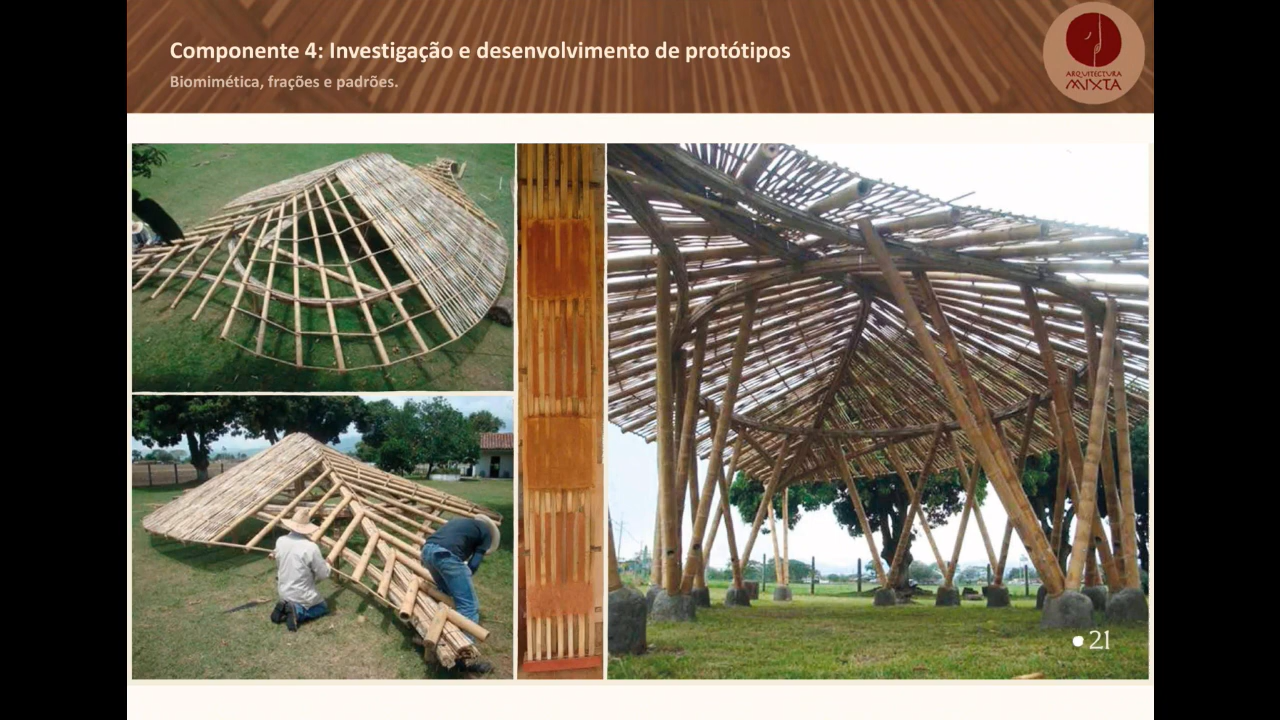 Componente 4: Investigação e desenvolvimento de protótipos
Biomimética, frações e padrões.
ARQUITECTURA
MIXTA
21